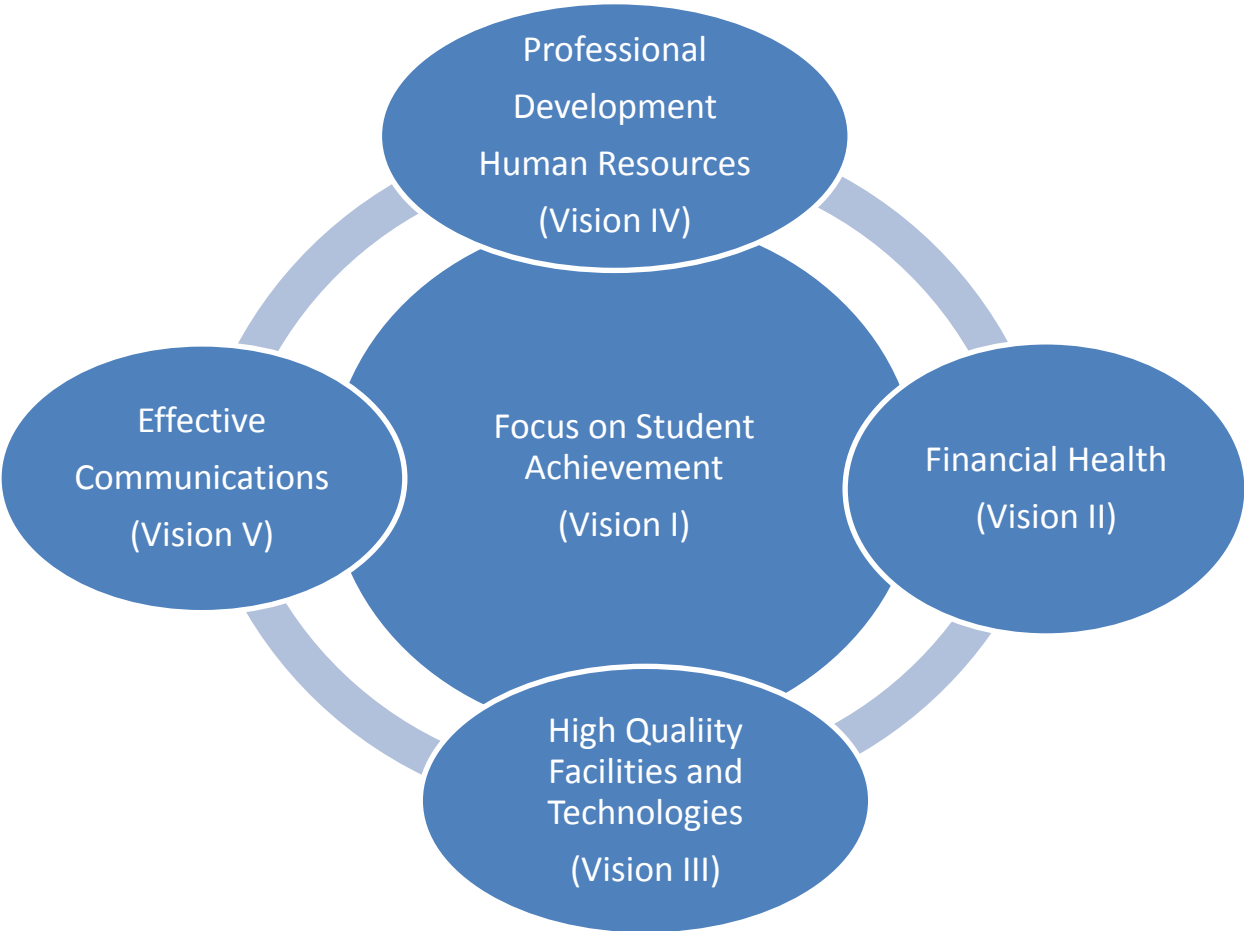 Professional
Development
Human Resources
(Vision IV)
Effective
Communications
(Vision V)
Focus on Student
Achievement
(Vision I)
Financial Health
(Vision II)
High Qualiity
Facilities and
Technologies
(Vision III)